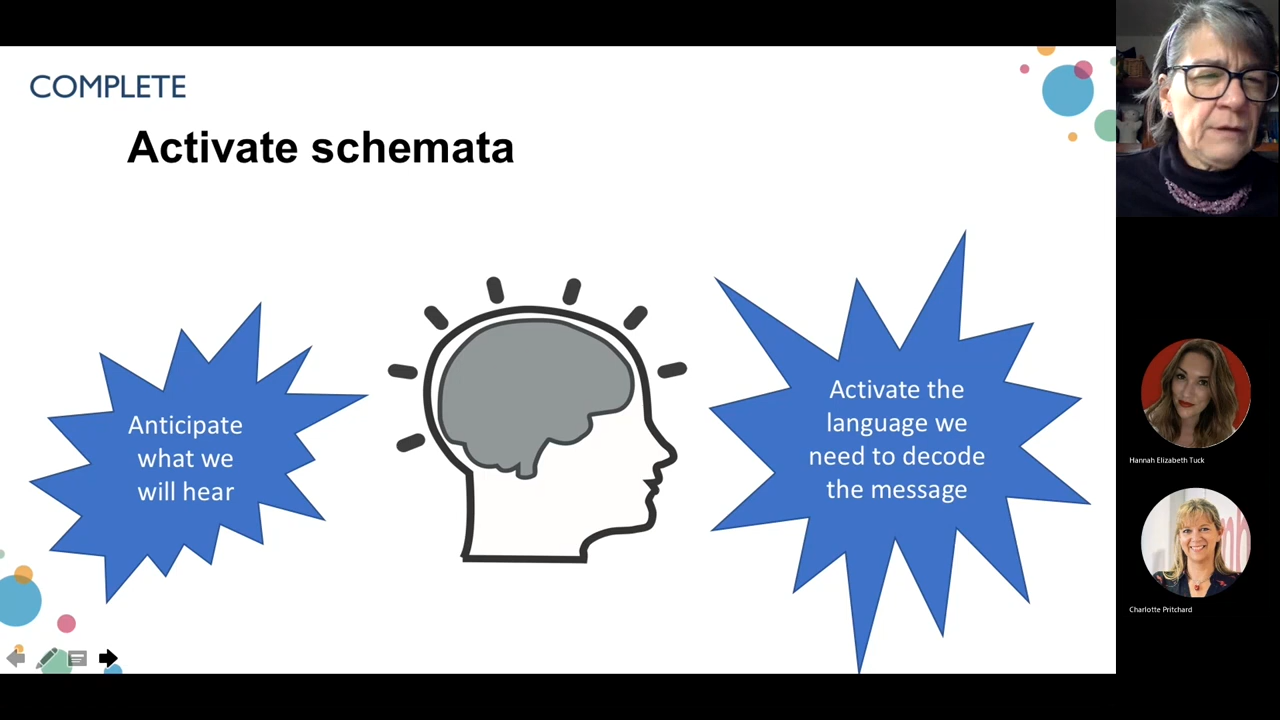 COMPLETE
Activate schemata
Anticipate
what we
will hear
Activate the
language we
need to decode
the message
Hannah Elizabeth Tuck
Charlotte Pritchard